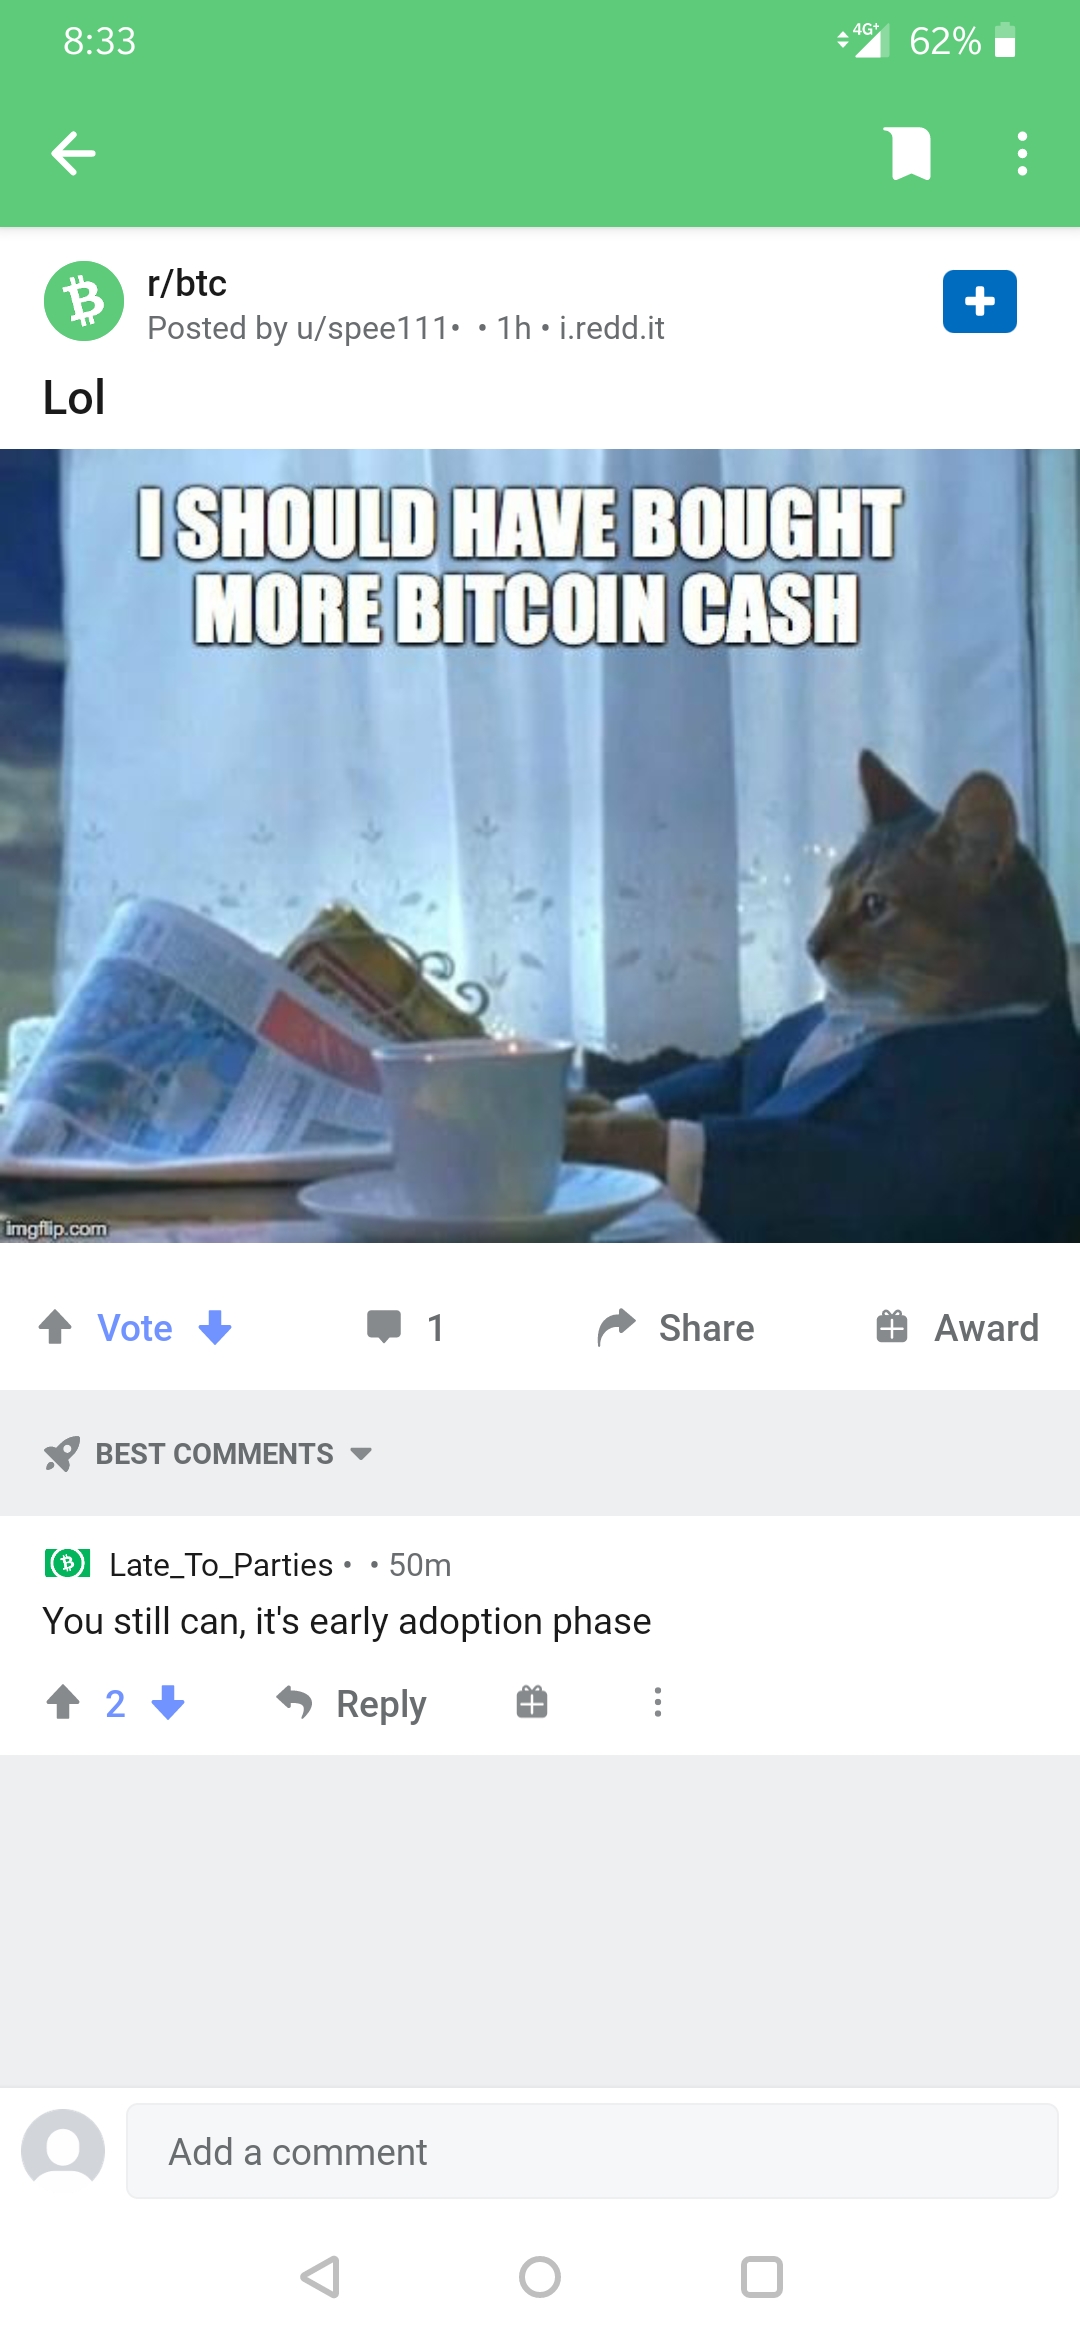 8:33
4G+ 62%
r/btc
Posted by u/spee111• • 1h • i.redd.it
Lol
I SHOULD HAVE BOUGHT
MORE BITCOIN CASH
imgflip.com
Vote 1 Share Award
BEST COMMENTS
Late_To_Parties • • 50m
You still can, it's early adoption phase
2 Reply
Add a comment